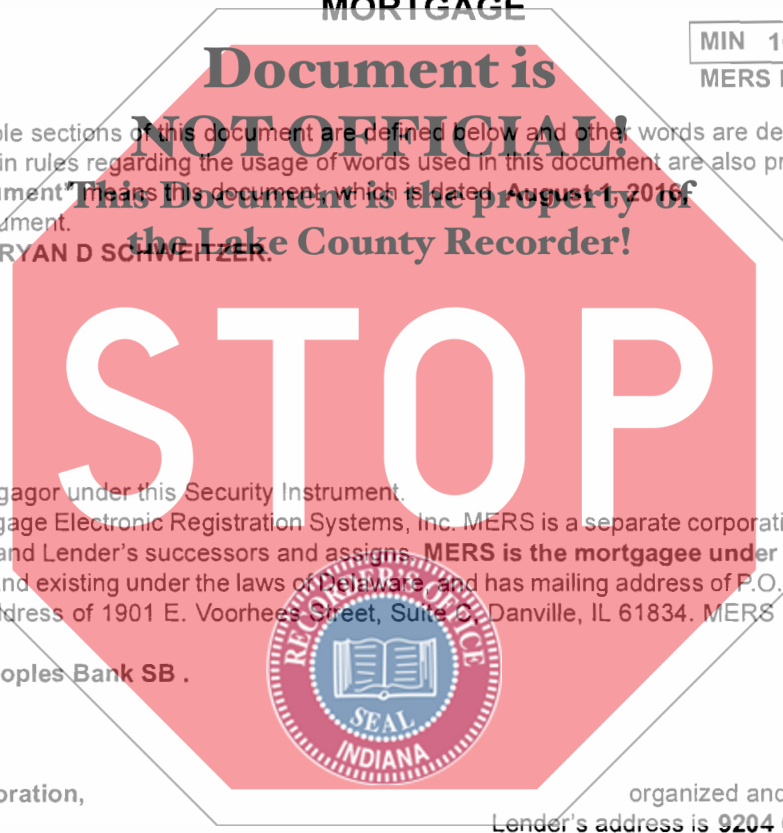 MORTGAGE
MIN 1
MERS
Document is
NOT OFFICIAL!
This Document is the property of
the Lake County Recorder!
ple sections of this document are defined below and other words are de
in rules regarding the usage of words used in this document are also pr
ument" means this document, which is dated August 1, 2016,
ument.
RYAN D SCHWEITZER.
STOP
gagor under this Security Instrument.
gage Electronic Registration Systems, Inc. MERS is a separate corporati
and Lender's successors and assigns. MERS is the mortgagee under
nd existing under the laws of Delaware, and has mailing address of P.O.
ddress of 1901 E. Voorhees Street, Suite C, Danville, IL 61834. MERS
oples Bank SB .
RECORDER'S OFFICE
SEAL
INDIANA
oration,
organized and
Lender's address is 9204